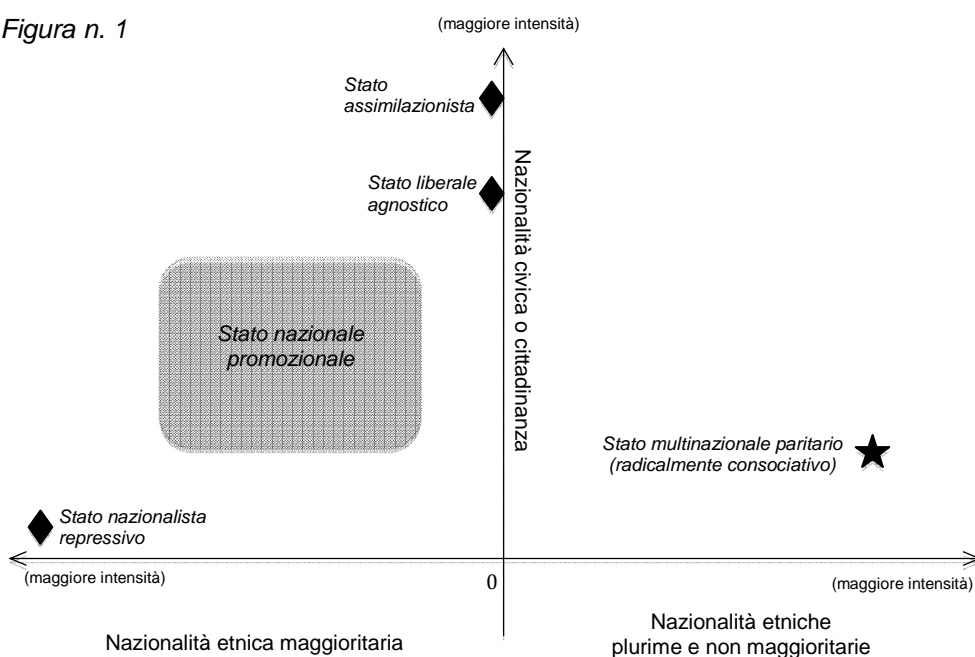 Figura n. 1
(maggiore intensità)
Stato
assimilazionista
Stato liberale
agnostico
Nazionalità civica o cittadinanza
Stato nazionale
promozionale
Stato multinazionale paritario
(radicalmente consociativo)
Stato nazionalista
repressivo
(maggiore intensità)
0
(maggiore intensità)
Nazionalità etnica maggioritaria
Nazionalità etniche
plurime e non maggioritarie